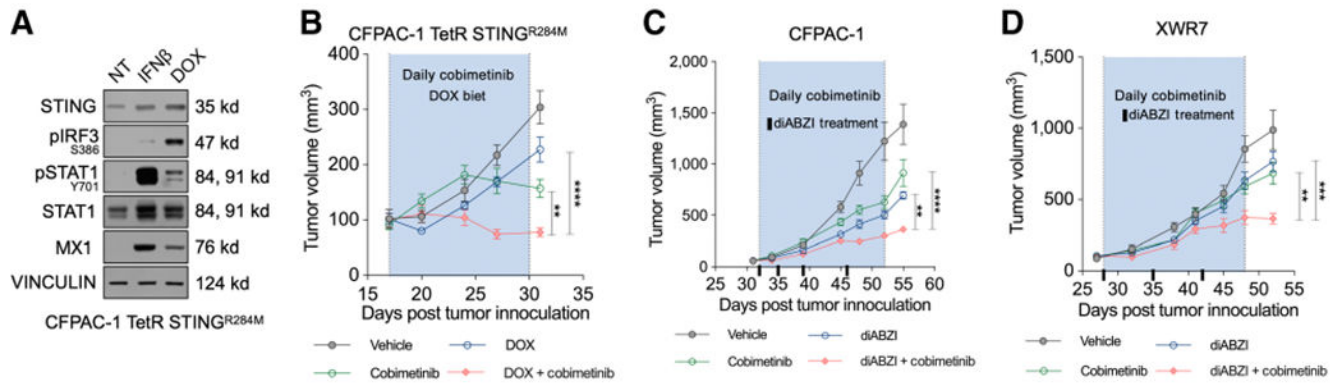 A
NT IFNβ DOX
STING 35 kd
pIRF3 47 kd
S386
pSTAT1 84, 91 kd
Y701
STAT1 84, 91 kd
MX1 76 kd
VINCULIN 124 kd
CFPAC-1 TetR STINGR284M
B
CFPAC-1 TetR STINGR284M
Tumor volume (mm3)
400
300
200
100
0
Daily cobimetinib
DOX biet
**
****
15 20 25 30 35
Days post tumor innoculation
Vehicle DOX
Cobimetinib DOX + cobimetinib
C
CFPAC-1
Tumor volume (mm3)
2,000
1,500
1,000
500
0
Daily cobimetinib
diABZI treatment
**
****
25 30 35 40 45 50 55 60
Days post tumor innoculation
Vehicle diABZI
Cobimetinib diABZI + cobimetinib
D
XWR7
Tumor volume (mm3)
1,500
1,000
500
0
Daily cobimetinib
diABZI treatment
**
***
25 30 35 40 45 50 55
Days post tumor innoculation
Vehicle diABZI
Cobimetinib diABZI + cobimetinib